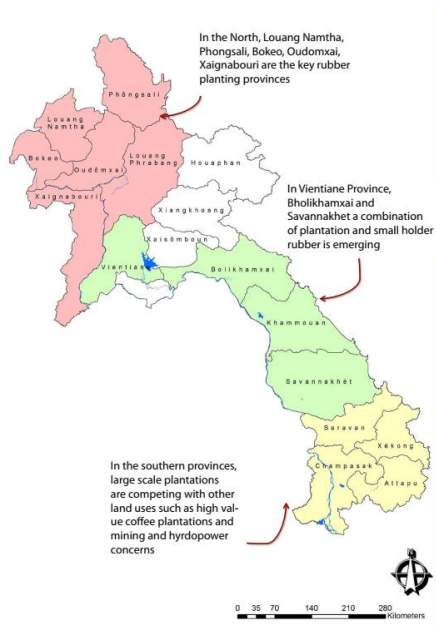 In the North, Louang Namtha,
Phongsali, Bokeo, Oudomxai,
Xaignabouri are the key rubber
planting provinces
Phôngsali
Louang
Namtha
Bokeo
Oudômxai
Louang
Phrabang
Houaphan
Xaignabouri
Xiangkhoang
In Vientiane Province,
Bholikhamxai and
Savannakhet a combination
of plantation and small holder
rubber is emerging
Xaisômboun
Vientian
Bolikhamxai
Khammouan
Savannakhét
Saravan
Xékong
Champasak
Attapu
In the southern provinces,
large scale plantations
are competing with other
land uses such as high val-
ue coffee plantations and
mining and hyrdopower
concerns
0 35 70 140 210 280
Kilometers